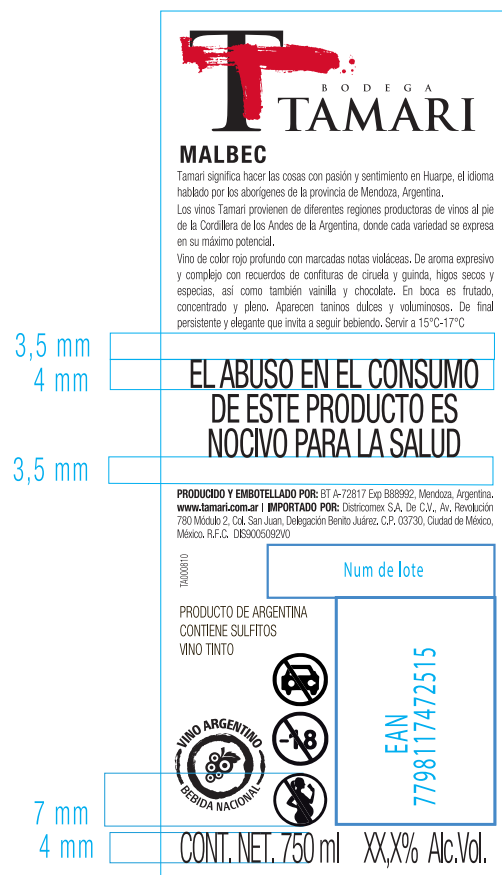 BODEGA
TAMARI
MALBEC
Tamari significa hacer las cosas con pasión y sentimiento en Huarpe, el idioma
hablado por los aborígenes de la provincia de Mendoza, Argentina.
Los vinos Tamari provienen de diferentes regiones productoras de vinos al pie
de la Cordillera de los Andes de la Argentina, donde cada variedad se expresa
en su máximo potencial.
Vino de color rojo profundo con marcadas notas violáceas. De aroma expresivo
y complejo con recuerdos de confituras de ciruela y guinda, higos secos y
especias, así como también vainilla y chocolate. En boca es frutado,
concentrado y pleno. Aparecen taninos dulces y voluminosos. De final
persistente y elegante que invita a seguir bebiendo. Servir a 15°C-17°C
3,5 mm
4 mm
EL ABUSO EN EL CONSUMO
DE ESTE PRODUCTO ES
NOCIVO PARA LA SALUD
3,5 mm
PRODUCIDO Y EMBOTELLADO POR: BT A-72817 Exp B88992, Mendoza, Argentina.
www.tamari.com.ar | IMPORTADO POR: Districomex S.A. De C.V., Av. Revolución
780 Módulo 2, Col. San Juan, Delegación Benito Juárez. C.P. 03730, Ciudad de México,
México. R.F.C. DIS9005092V0
TA000810
Num de lote
PRODUCTO DE ARGENTINA
CONTIENE SULFITOS
VINO TINTO
-18
VINO ARGENTINO
BEBIDA NACIONAL
EAN
7798117472515
7 mm
4 mm
CONT. NET. 750 ml XX,X% Alc.Vol.